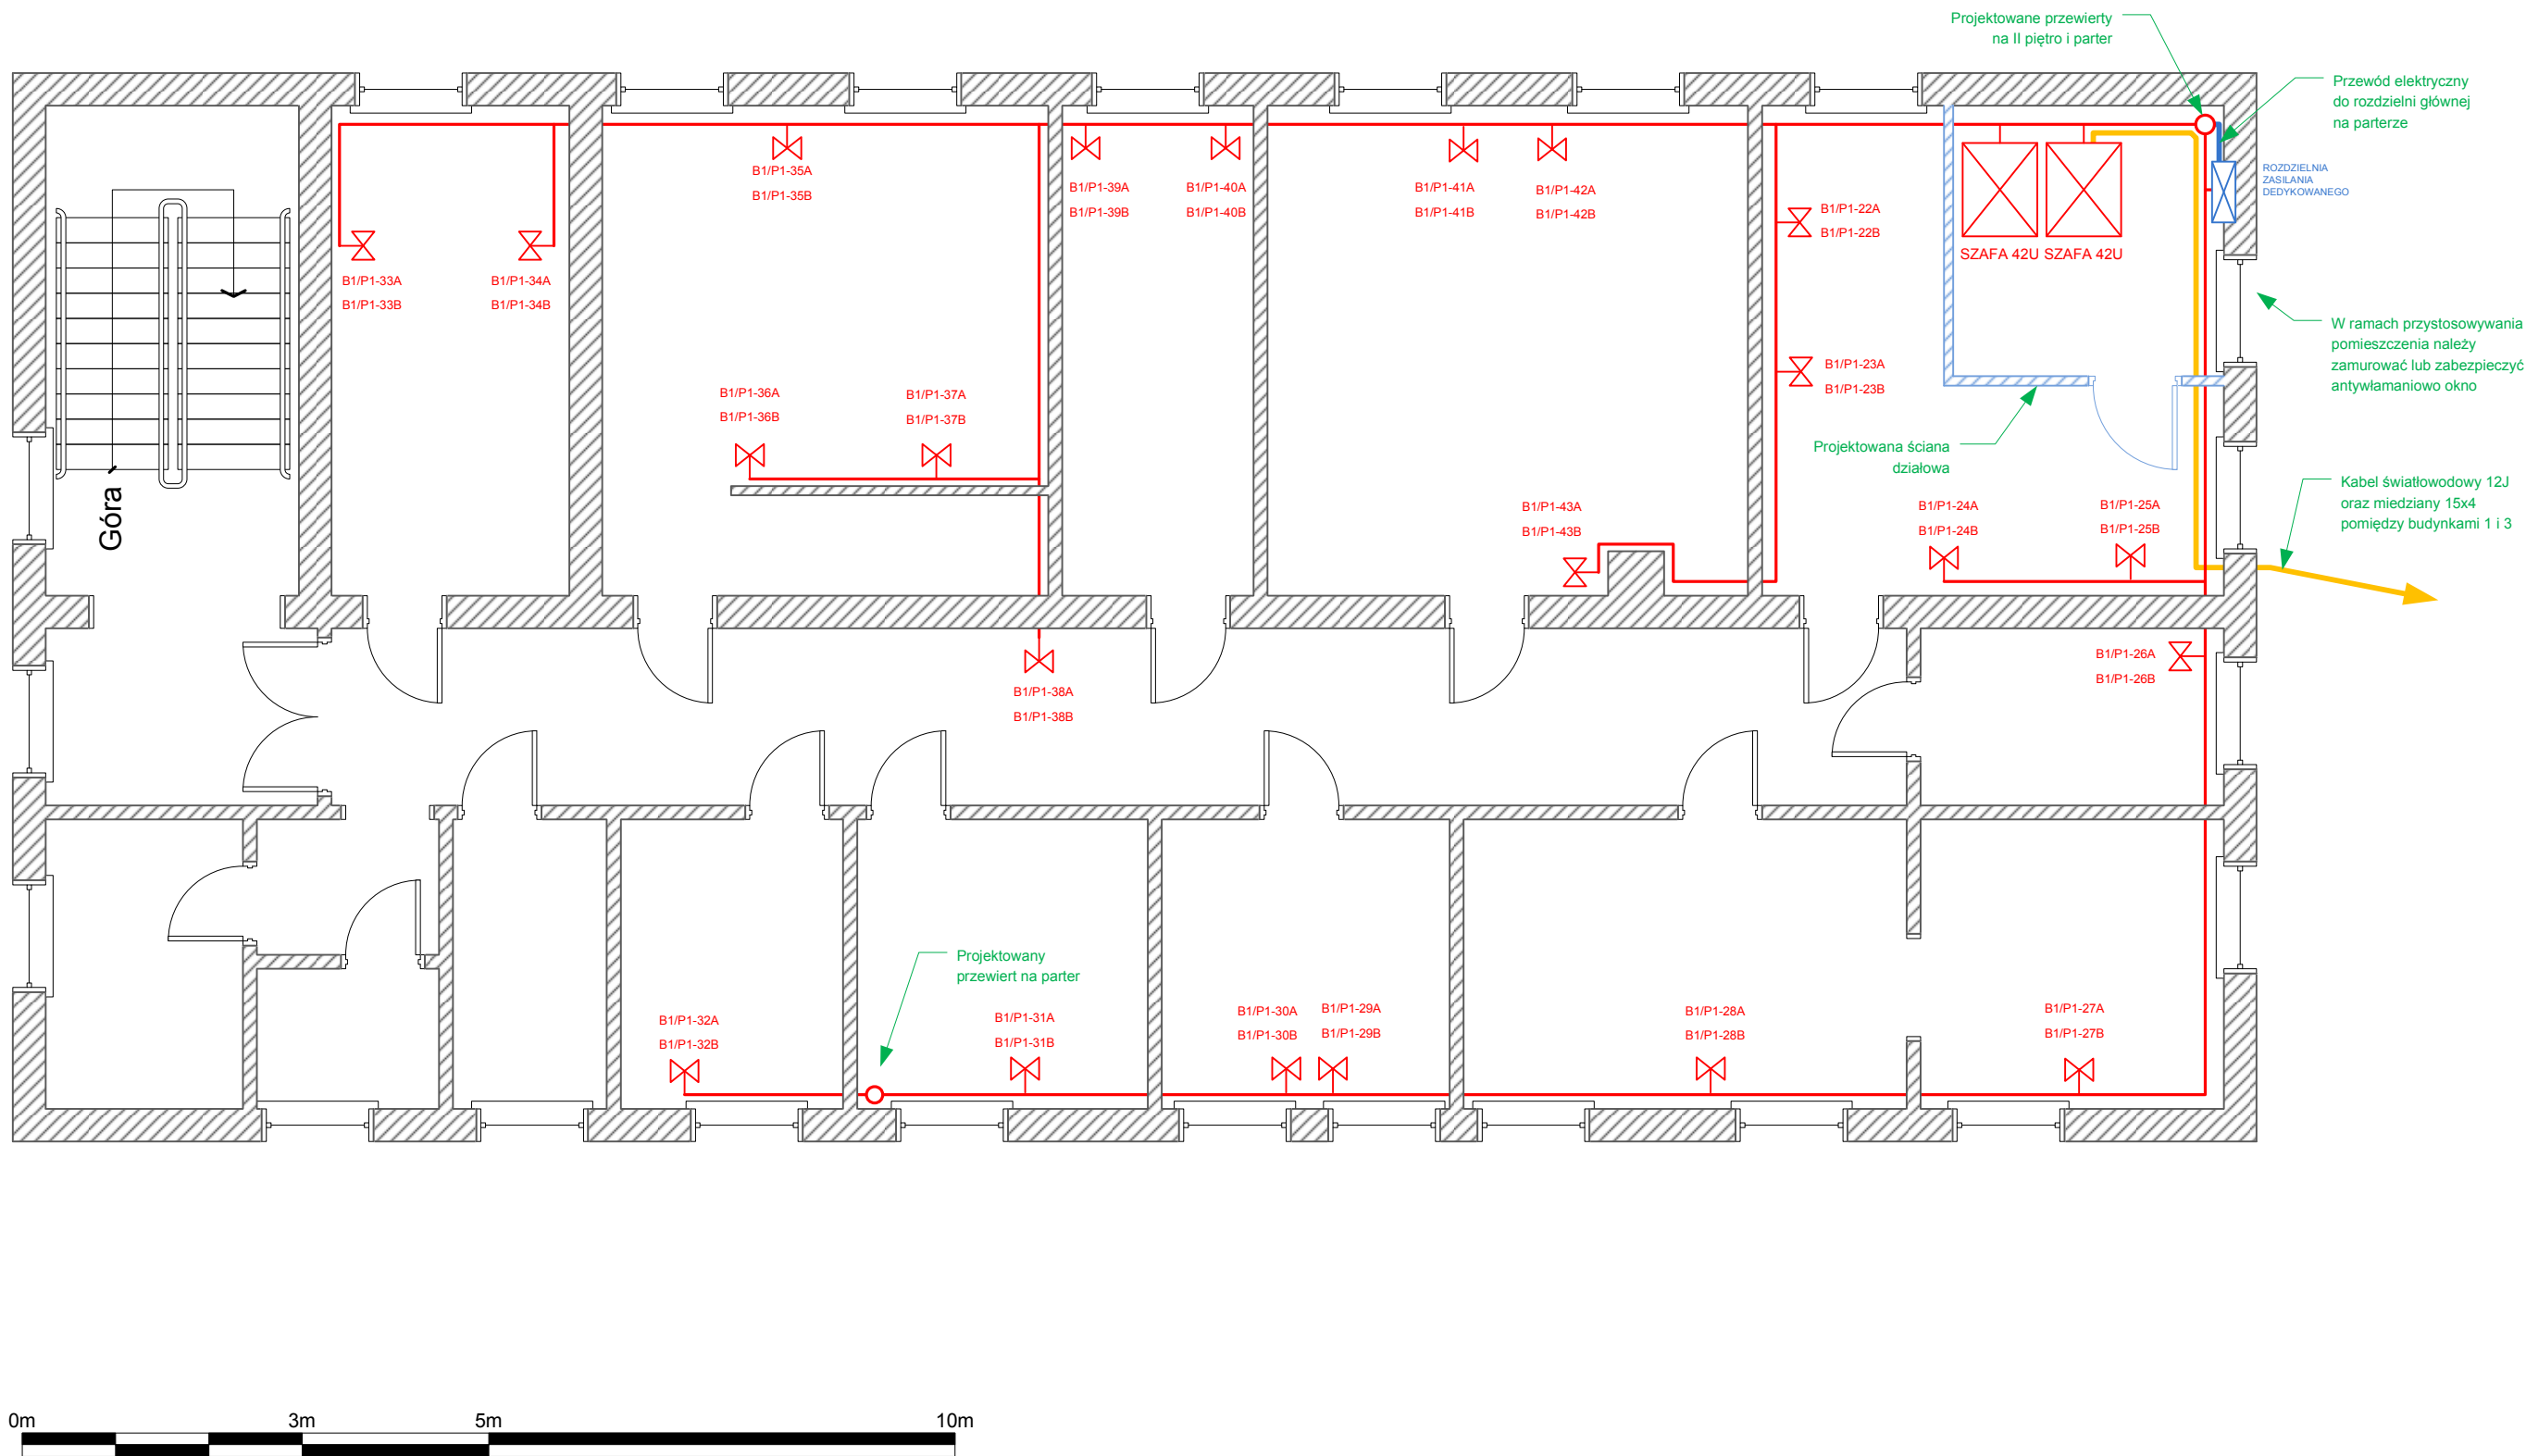 Projektowane przewierty
na II piętro i parter
Przewód elektryczny
do rozdzielni głównej
na parterze
ROZDZIELNIA
ZASILANIA
DEDYKOWANEGO
B1/P1-35A
B1/P1-35B
B1/P1-39A
B1/P1-39B
B1/P1-40A
B1/P1-40B
B1/P1-41A
B1/P1-41B
B1/P1-42A
B1/P1-42B
B1/P1-22A
B1/P1-22B
SZAFA 42U
SZAFA 42U
B1/P1-33A
B1/P1-33B
B1/P1-34A
B1/P1-34B
W ramach przystosowywania
pomieszczenia należy
zamurować lub zabezpieczyć
antywłamaniowo okno
B1/P1-23A
B1/P1-23B
B1/P1-36A
B1/P1-36B
B1/P1-37A
B1/P1-37B
Projektowana ściana
działowa
Góra
Kabel światłowodowy 12J
oraz miedziany 15x4
pomiędzy budynkami 1 i 3
B1/P1-43A
B1/P1-43B
B1/P1-24A
B1/P1-24B
B1/P1-25A
B1/P1-25B
B1/P1-26A
B1/P1-26B
B1/P1-38A
B1/P1-38B
Projektowany
przewiert na parter
B1/P1-32A
B1/P1-32B
B1/P1-31A
B1/P1-31B
B1/P1-30A
B1/P1-30B
B1/P1-29A
B1/P1-29B
B1/P1-28A
B1/P1-28B
B1/P1-27A
B1/P1-27B
0m
3m
5m
10m